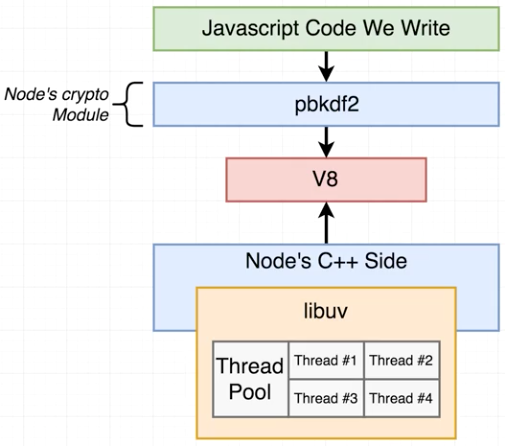 Javascript Code We Write
Node's crypto
Module
pbkdf2
V8
Node's C++ Side
libuv
Thread
Pool
Thread #1
Thread #2
Thread #3
Thread #4